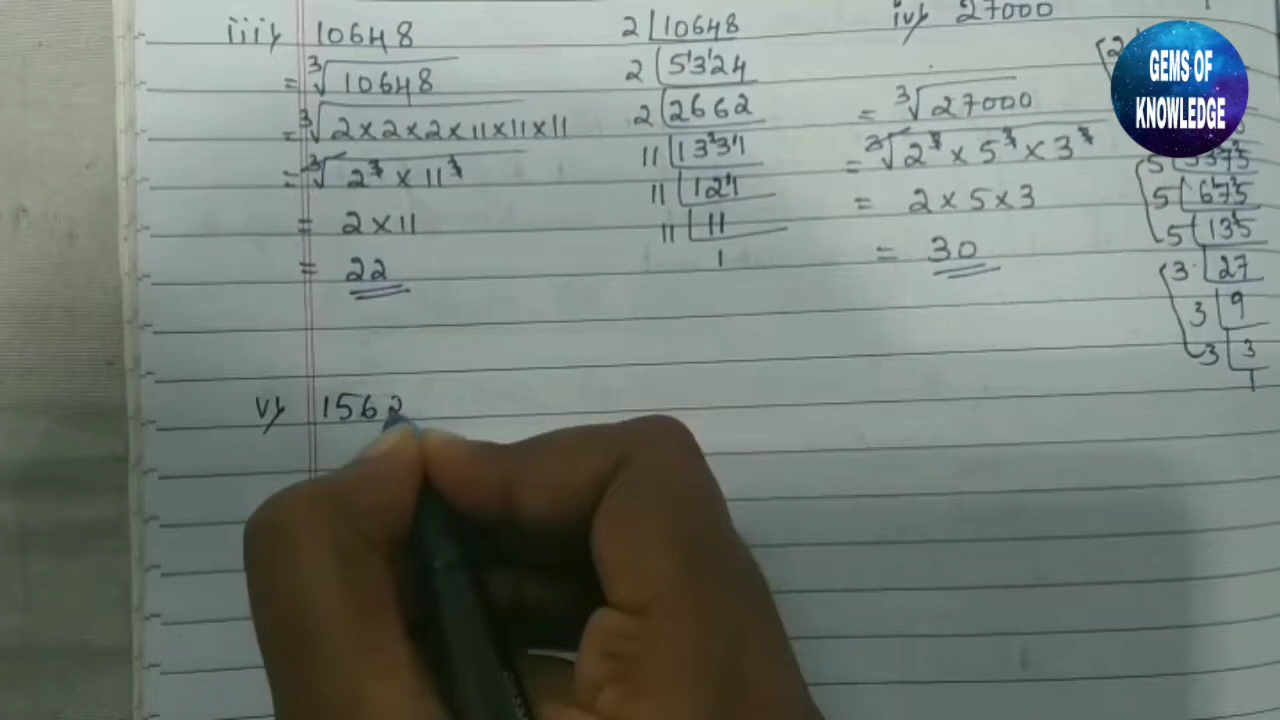 iii) 10648
= ∛10648
= ∛2×2×2×11×11×11
= ∛2³ × 11³
= 2×11
= 22
2 | 10648
2 | 5324
2 | 2662
11 | 1331
11 | 121
11 | 11
1
iv) 27000
= ∛27000
= ∛2³ × 5³ × 3³
= 2 × 5 × 3
= 30
2
5 | 3375
5 | 675
5 | 135
3 | 27
3 | 9
3 | 3
1
v) 1562
GEMS OF
KNOWLEDGE